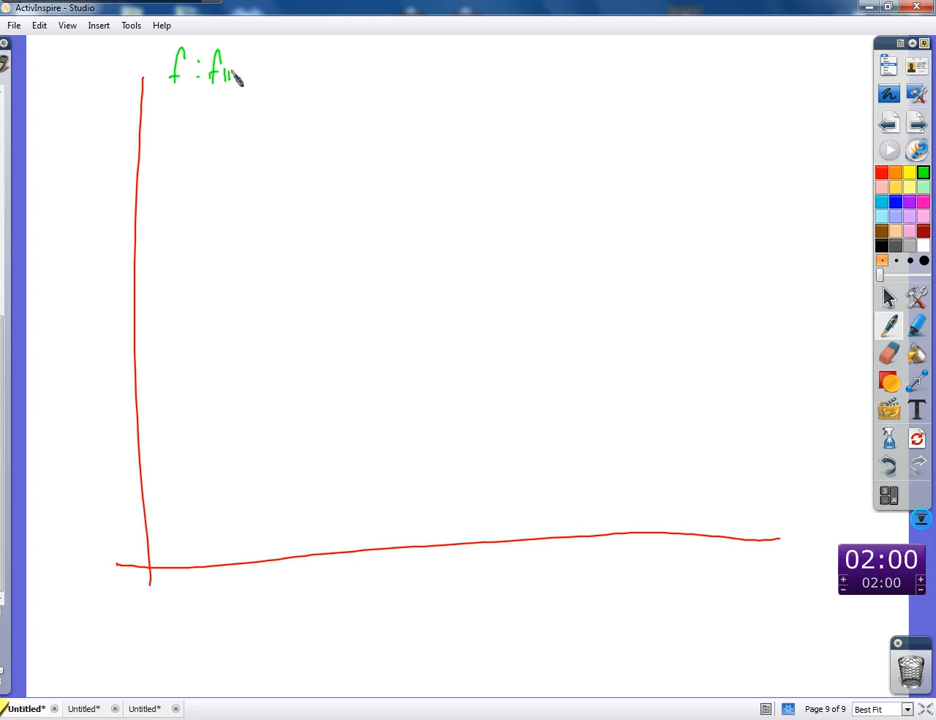 ActivInspire - Studio
File Edit View Insert Tools Help
f : f
02:00
02:00
Untitled* Untitled* Untitled* Page 9 of 9 Best Fit